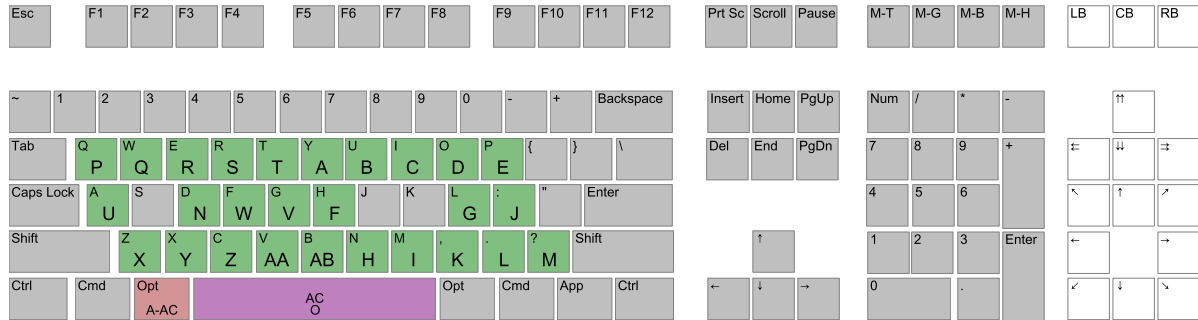 Esc F1 F2 F3 F4 F5 F6 F7 F8 F9 F10 F11 F12 Prt Sc Scroll Pause M-T M-G M-B M-H LB CB RB
~ 1 2 3 4 5 6 7 8 9 0 - + Backspace Insert Home PgUp Num / * - ⇈
Tab Q W E R T Y U I O P { } \ Del End PgDn 7 8 9 + ⇇ ⇊ ⇉
P Q R S T A B C D E
Caps Lock A S D F G H J K L : " Enter 4 5 6 ↖ ↑ ↗
U N W V F G J
Shift Z X C V B N M , . ? Shift ↑ 1 2 3 Enter ← →
X Y Z AA AB H I K L M
Ctrl Cmd Opt Opt Cmd App Ctrl ← ↓ → 0 . ↙ ↓ ↘
A-AC AC
O